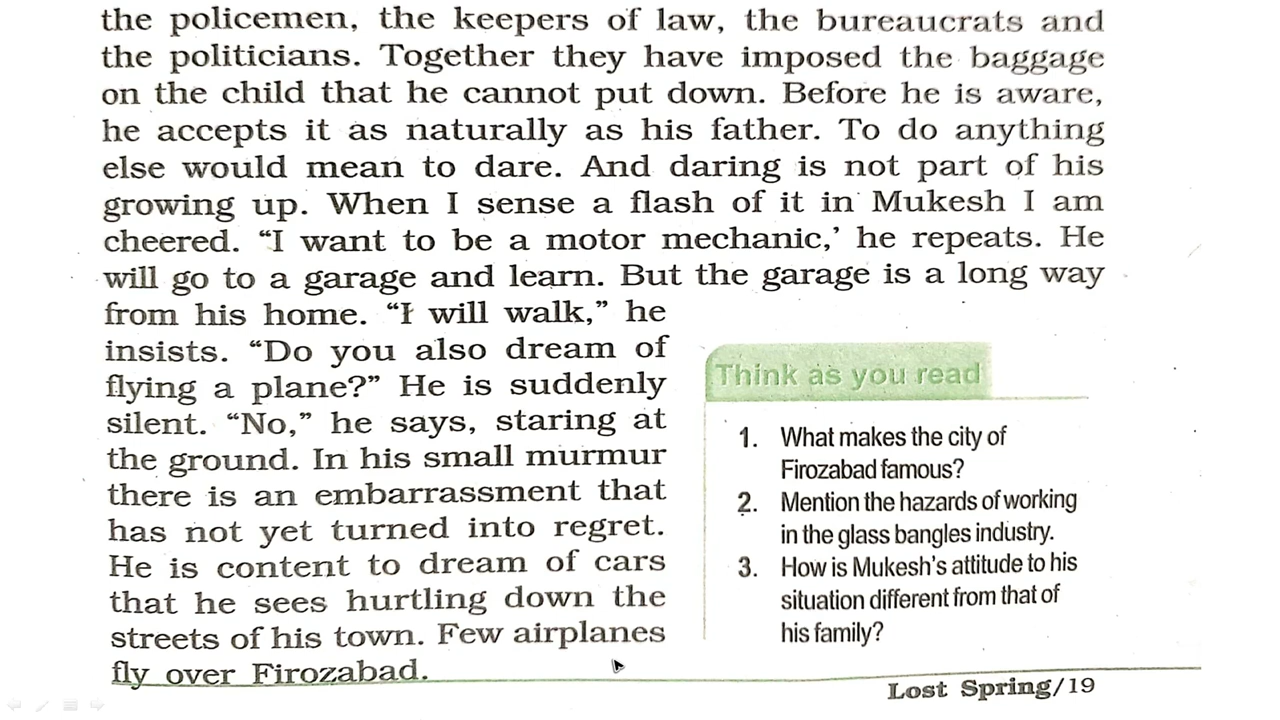 the policemen, the keepers of law, the bureaucrats and
the politicians. Together they have imposed the baggage
on the child that he cannot put down. Before he is aware,
he accepts it as naturally as his father. To do anything
else would mean to dare. And daring is not part of his
growing up. When I sense a flash of it in Mukesh I am
cheered. “I want to be a motor mechanic,’ he repeats. He
will go to a garage and learn. But the garage is a long way
from his home. “I will walk,” he
insists. “Do you also dream of
flying a plane?” He is suddenly
silent. “No,” he says, staring at
the ground. In his small murmur
there is an embarrassment that
has not yet turned into regret.
He is content to dream of cars
that he sees hurtling down the
streets of his town. Few airplanes
fly over Firozabad.
Think as you read
1. What makes the city of
Firozabad famous?
2. Mention the hazards of working
in the glass bangles industry.
3. How is Mukesh’s attitude to his
situation different from that of
his family?
Lost Spring/19